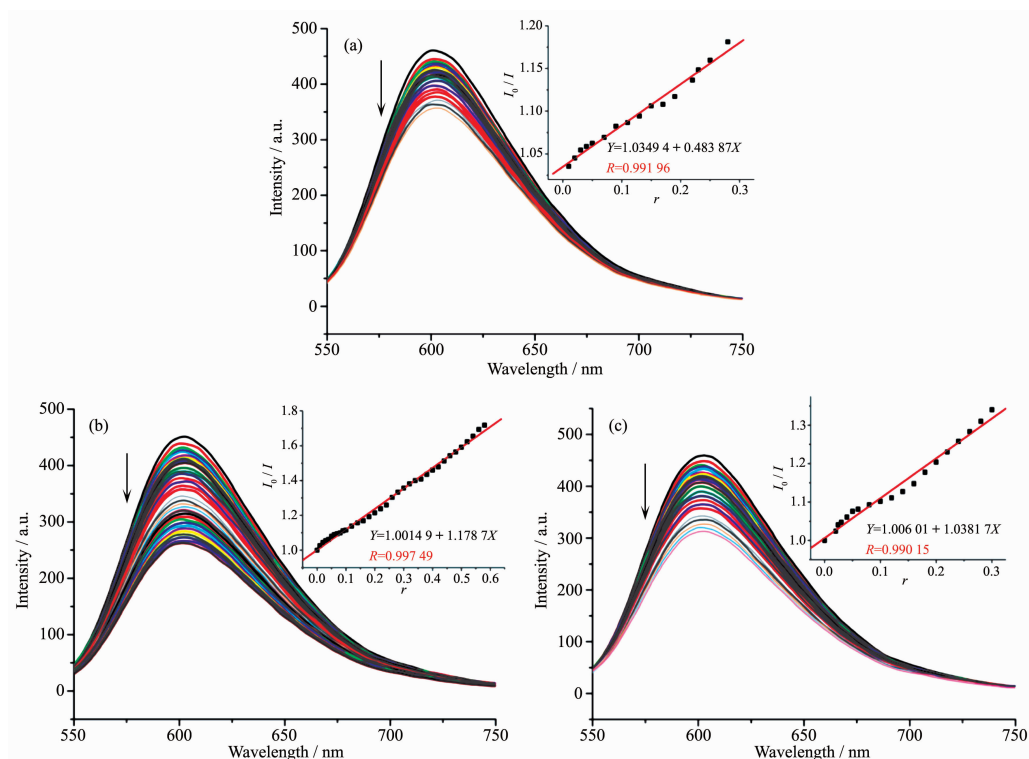 (a)
500
400
300
200
100
0
Intensity / a.u.
550
600
650
700
750
Wavelength / nm
1.20
1.15
1.10
1.05
I0 / I
Y=1.0349 4 + 0.483 87X
R=0.991 96
0.0
0.1
0.2
0.3
r
(b)
500
400
300
200
100
0
Intensity / a.u.
550
600
650
700
750
Wavelength / nm
1.8
1.6
1.4
1.2
1.0
I0 / I
Y=1.0014 9 + 1.178 7X
R=0.997 49
0.0
0.1
0.2
0.3
0.4
0.5
0.6
r
(c)
500
400
300
200
100
0
Intensity / a.u.
550
600
650
700
750
Wavelength / nm
1.3
1.2
1.1
1.0
I0 / I
Y=1.006 01 + 1.0381 7X
R=0.990 15
0.0
0.1
0.2
0.3
r